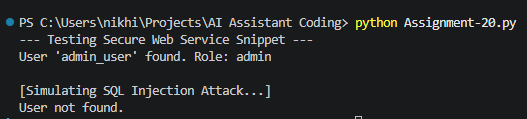 PS C:\Users\nikhi\Projects\AI Assistant Coding> python Assignment-20.py
--- Testing Secure Web Service Snippet ---
User 'admin_user' found. Role: admin
[Simulating SQL Injection Attack...]
User not found.